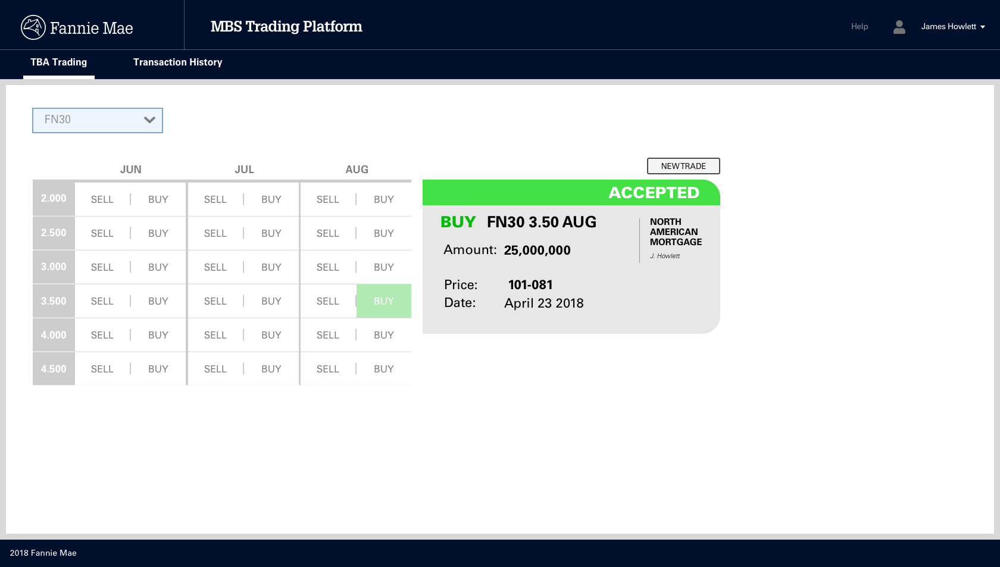 Fannie Mae
MBS Trading Platform
Help
James Howlett
TBA Trading
Transaction History
FN30
JUN JUL AUG
NEW TRADE
2.000 SELL BUY SELL BUY SELL BUY
2.500 SELL BUY SELL BUY SELL BUY
3.000 SELL BUY SELL BUY SELL BUY
3.500 SELL BUY SELL BUY SELL BUY
4.000 SELL BUY SELL BUY SELL BUY
4.500 SELL BUY SELL BUY SELL BUY
ACCEPTED
BUY FN30 3.50 AUG
Amount: 25,000,000
Price: 101-081
Date: April 23 2018
NORTH
AMERICAN
MORTGAGE
J. Howlett
2018 Fannie Mae